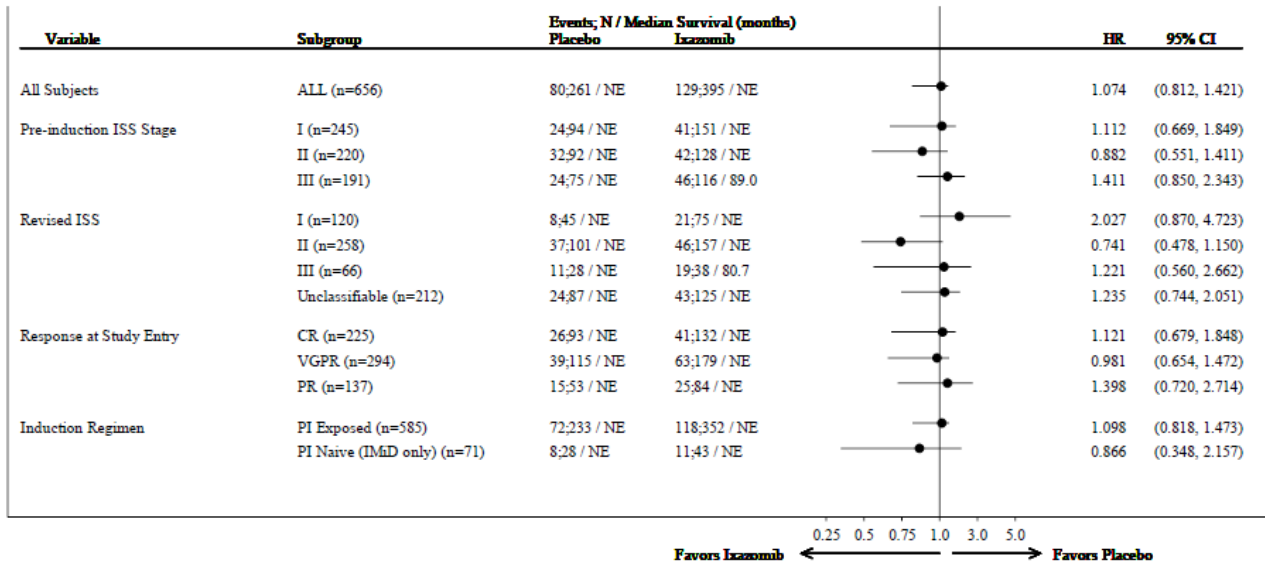 Events; N / Median Survival (months)
Variable Subgroup Placebo Ixazomib HR 95% CI
All Subjects ALL (n=656) 80;261 / NE 129;395 / NE 1.074 (0.812, 1.421)
Pre-induction ISS Stage I (n=245) 24;94 / NE 41;151 / NE 1.112 (0.669, 1.849)
II (n=220) 32;92 / NE 42;128 / NE 0.882 (0.551, 1.411)
III (n=191) 24;75 / NE 46;116 / 89.0 1.411 (0.850, 2.343)
Revised ISS I (n=120) 8;45 / NE 21;75 / NE 2.027 (0.870, 4.723)
II (n=258) 37;101 / NE 46;157 / NE 0.741 (0.478, 1.150)
III (n=66) 11;28 / NE 19;38 / 80.7 1.221 (0.560, 2.662)
Unclassifiable (n=212) 24;87 / NE 43;125 / NE 1.235 (0.744, 2.051)
Response at Study Entry CR (n=225) 26;93 / NE 41;132 / NE 1.121 (0.679, 1.848)
VGPR (n=294) 39;115 / NE 63;179 / NE 0.981 (0.654, 1.472)
PR (n=137) 15;53 / NE 25;84 / NE 1.398 (0.720, 2.714)
Induction Regimen PI Exposed (n=585) 72;233 / NE 118;352 / NE 1.098 (0.818, 1.473)
PI Naive (IMiD only) (n=71) 8;28 / NE 11;43 / NE 0.866 (0.348, 2.157)
0.25 0.5 0.75 1.0 3.0 5.0
Favors Ixazomib Favors Placebo